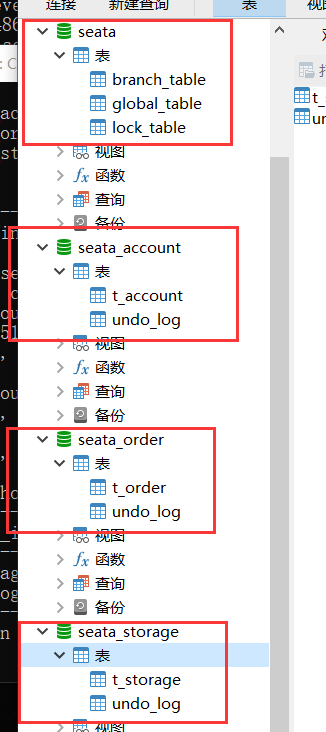 连接
新建查询
表
视图
seata
表
branch_table
global_table
lock_table
视图
函数
查询
备份
seata_account
表
t_account
undo_log
视图
函数
查询
备份
seata_order
表
t_order
undo_log
视图
函数
查询
备份
seata_storage
表
t_storage
undo_log
视图